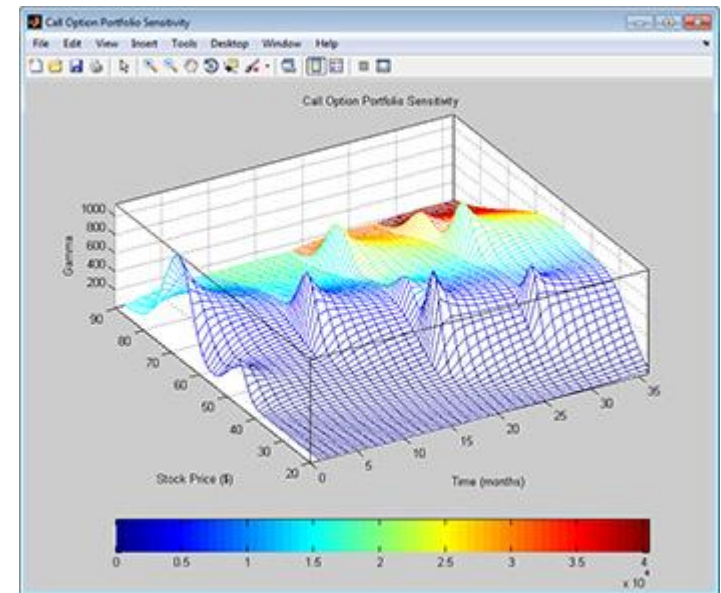 Call Option Portfolio Sensitivity
File Edit View Insert Tools Desktop Window Help
Call Option Portfolio Sensitivity
1000
800
600
400
200
Gamma
90
80
70
60
50
40
30
20
Stock Price ($)
0
5
10
15
20
25
30
35
Time (months)
0 0.5 1 1.5 2 2.5 3 3.5 4
x 10
4